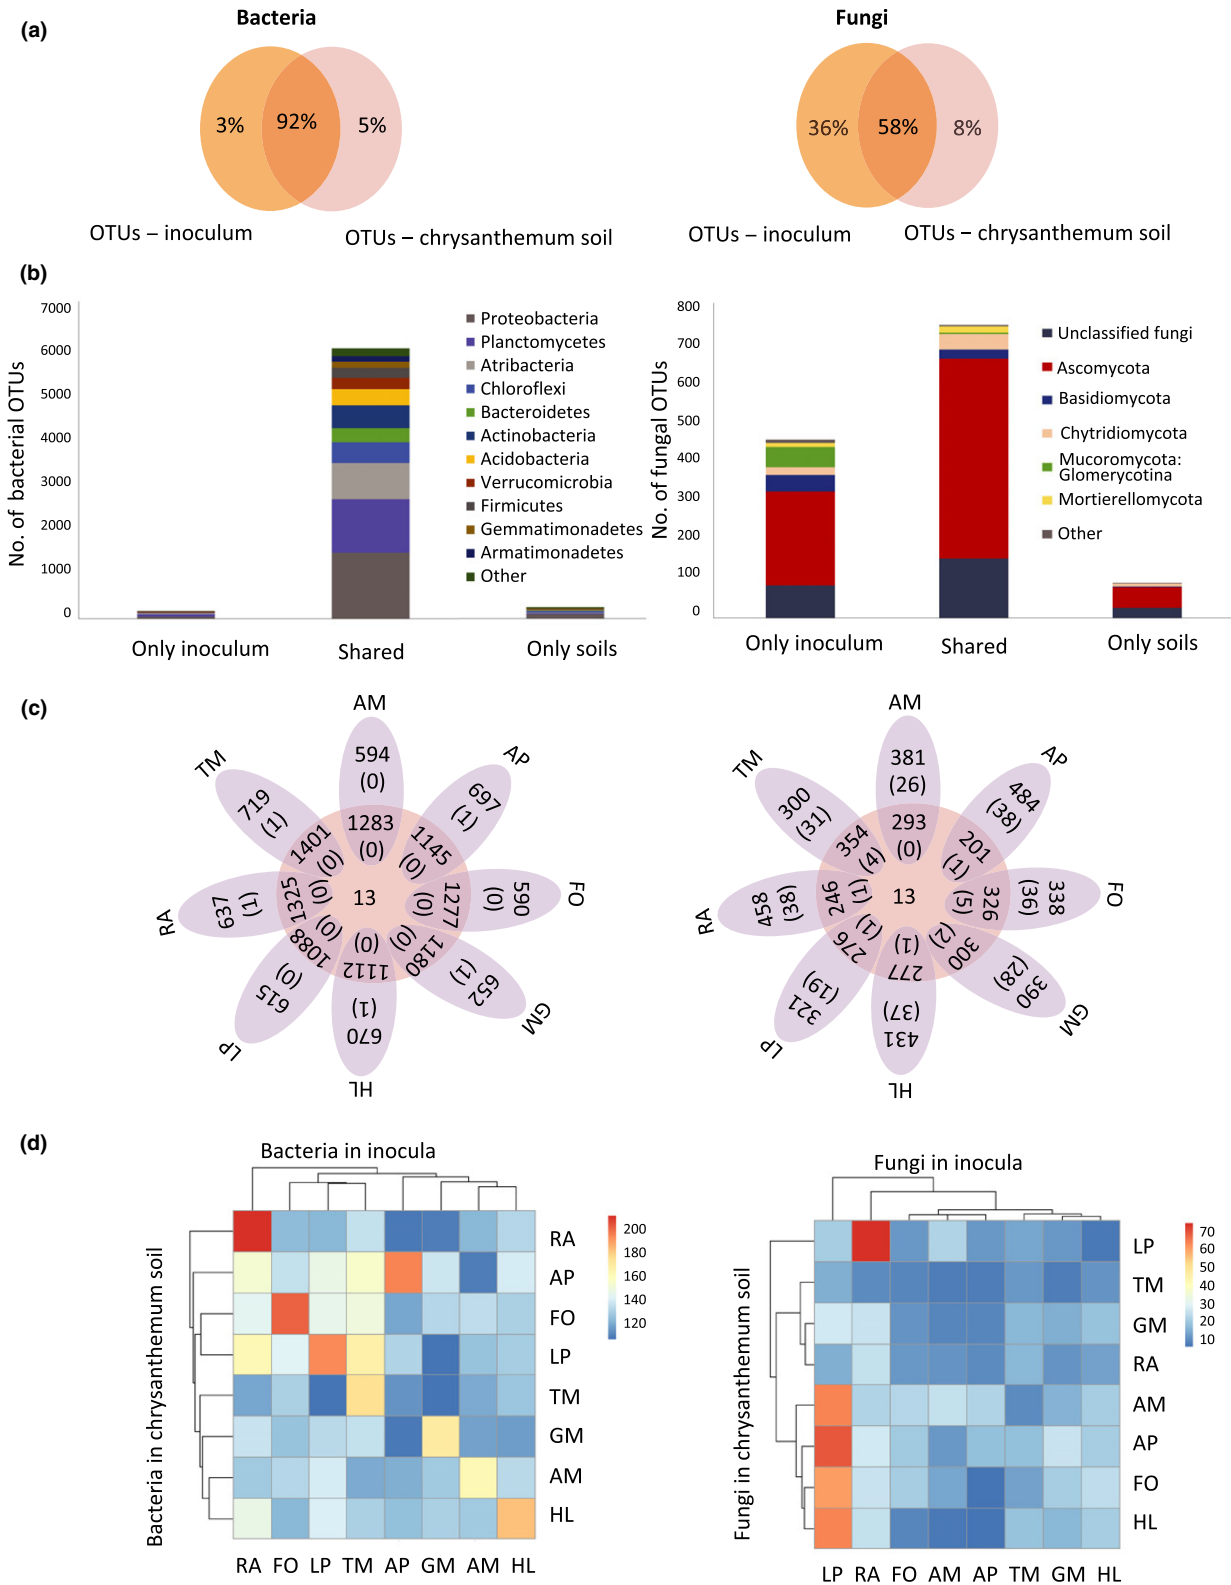 (a)
Bacteria
3%
92%
5%
OTUs – inoculum
OTUs – chrysanthemum soil
Fungi
36%
58%
8%
OTUs – inoculum
OTUs – chrysanthemum soil
(b)
No. of bacterial OTUs
7000
6000
5000
4000
3000
2000
1000
0
Only inoculum
Shared
Only soils
Proteobacteria
Planctomycetes
Atribacteria
Chloroflexi
Bacteroidetes
Actinobacteria
Acidobacteria
Verrucomicrobia
Firmicutes
Gemmatimonadetes
Armatimonadetes
Other
No. of fungal OTUs
800
700
600
500
400
300
200
100
0
Only inoculum
Shared
Only soils
Unclassified fungi
Ascomycota
Basidiomycota
Chytridiomycota
Mucoromycota:
Glomerycotina
Mortierellomycota
Other
(c)
AM
594
(0)
1283
(0)
AP
697
(1)
1145
(0)
FO
590
(0)
1277
(0)
GM
652
(1)
1180
(0)
HL
670
(1)
1112
(0)
LP
615
(0)
1088
(0)
RA
637
(1)
1325
(0)
TM
719
(1)
1401
(0)
13
AM
381
(26)
293
(0)
AP
484
(38)
201
(1)
FO
338
(36)
326
(5)
GM
390
(28)
300
(2)
HL
431
(37)
277
(1)
LP
321
(19)
276
(1)
RA
458
(38)
246
(1)
TM
300
(31)
354
(4)
13
(d)
Bacteria in inocula
Bacteria in chrysanthemum soil
RA
AP
FO
LP
TM
GM
AM
HL
RA FO LP TM AP GM AM HL
200
180
160
140
120
Fungi in inocula
Fungi in chrysanthemum soil
LP
TM
GM
RA
AM
AP
FO
HL
LP RA FO AM AP TM GM HL
70
60
50
40
30
20
10